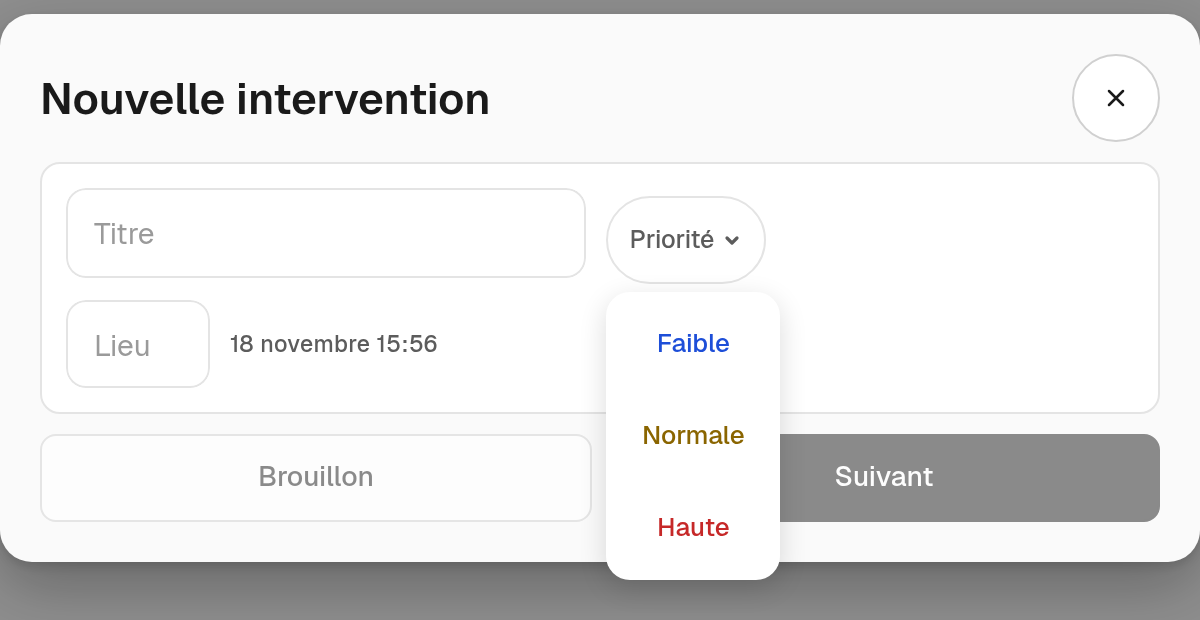 Nouvelle intervention
Titre
Priorité
Lieu
18 novembre 15:56
Faible
Normale
Haute
Brouillon
Suivant